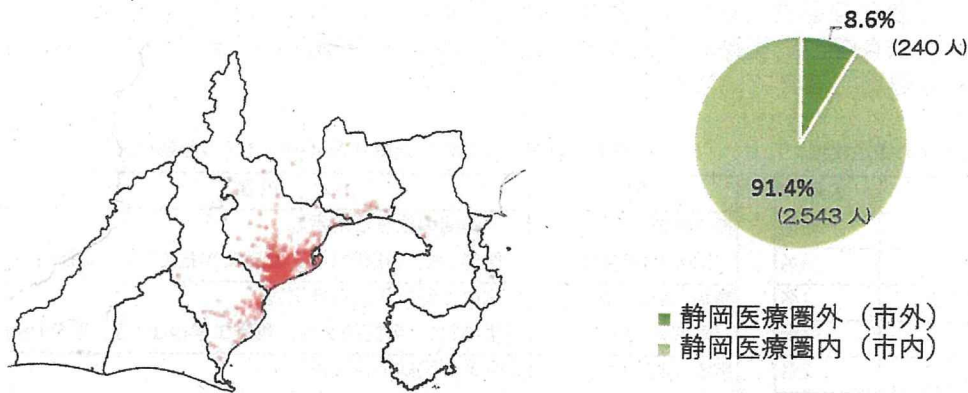 8.6%
(240 人)
91.4%
(2,543 人)
■ 静岡医療圏外（市外）
■ 静岡医療圏内（市内）